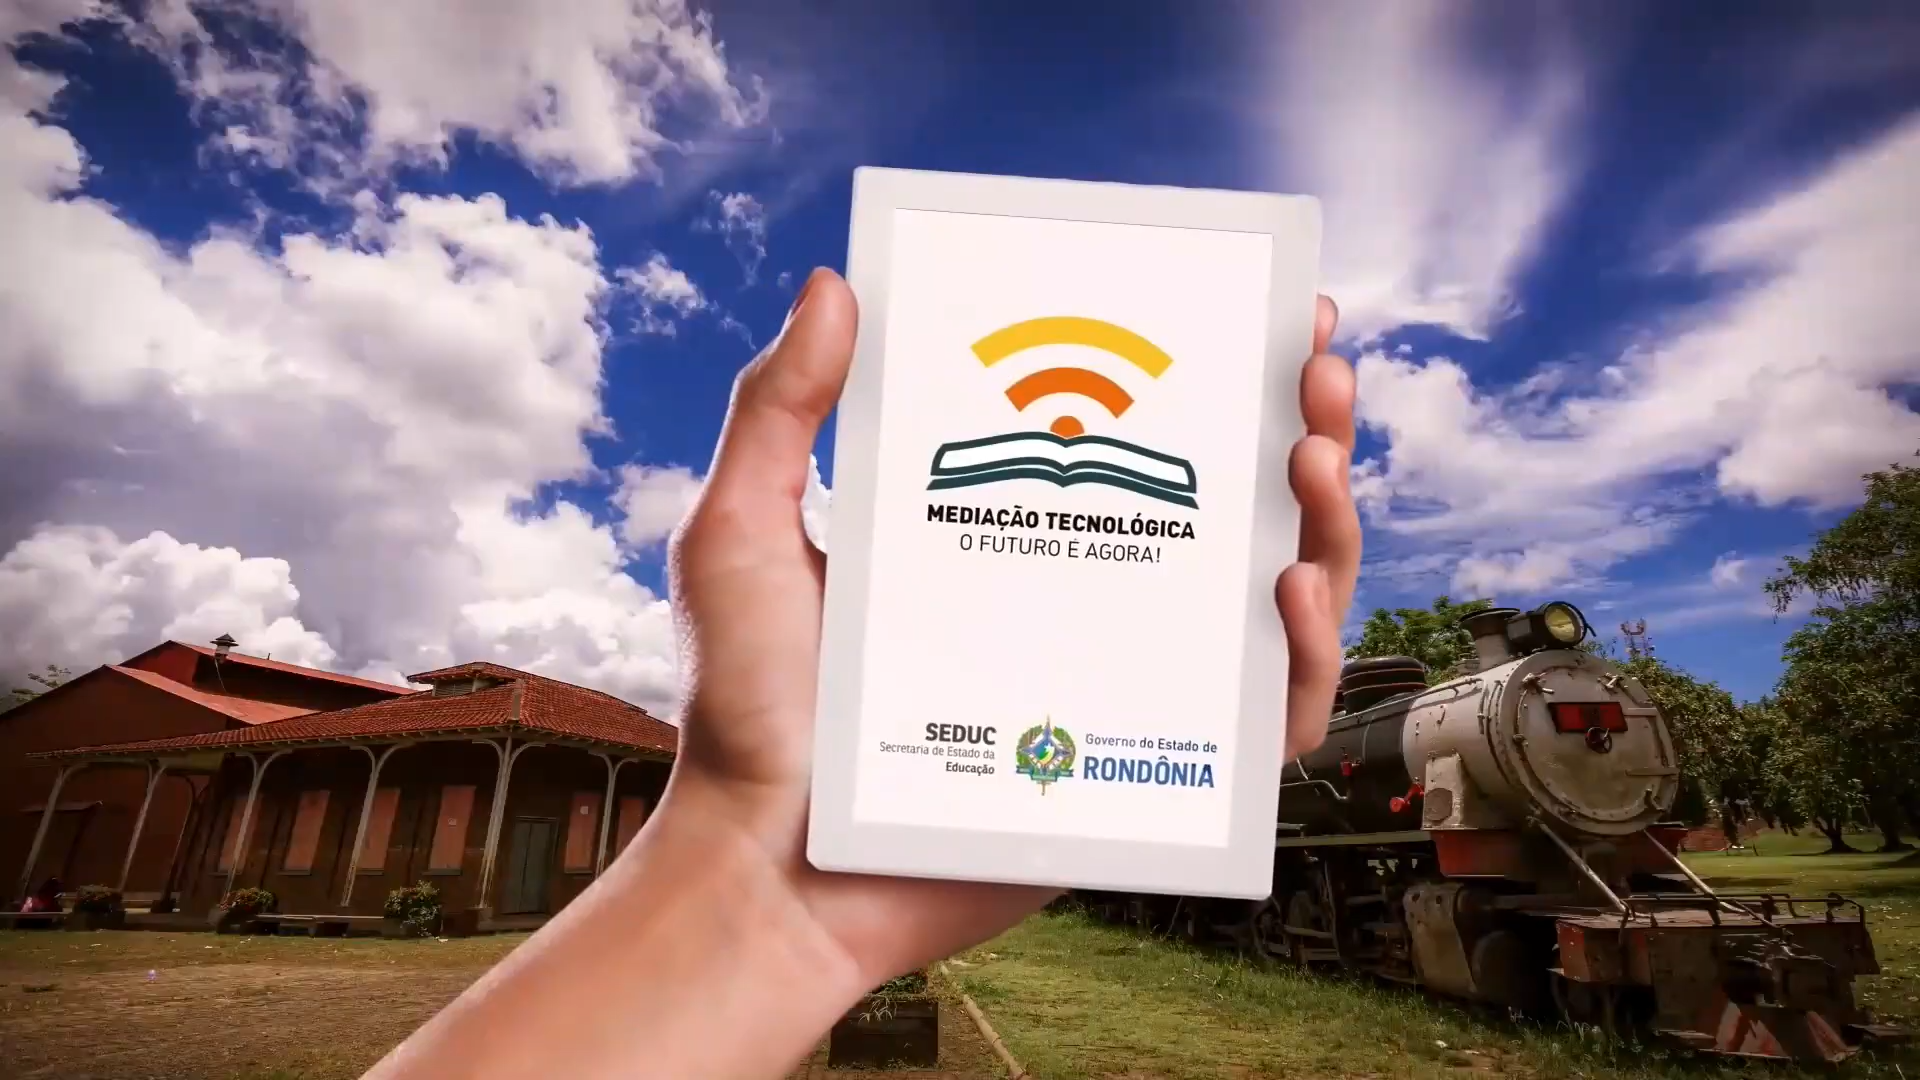 MEDIAÇÃO TECNOLÓGICA
O FUTURO É AGORA!
SEDUC
Secretaria de Estado da
Educação
Governo do Estado de
RONDÔNIA